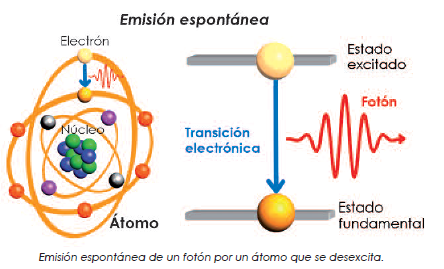 Emisión espontánea
Electrón
Núcleo
Átomo
Estado
excitado
Fotón
Transición
electrónica
Estado
fundamental
Emisión espontánea de un fotón por un átomo que se desexcita.